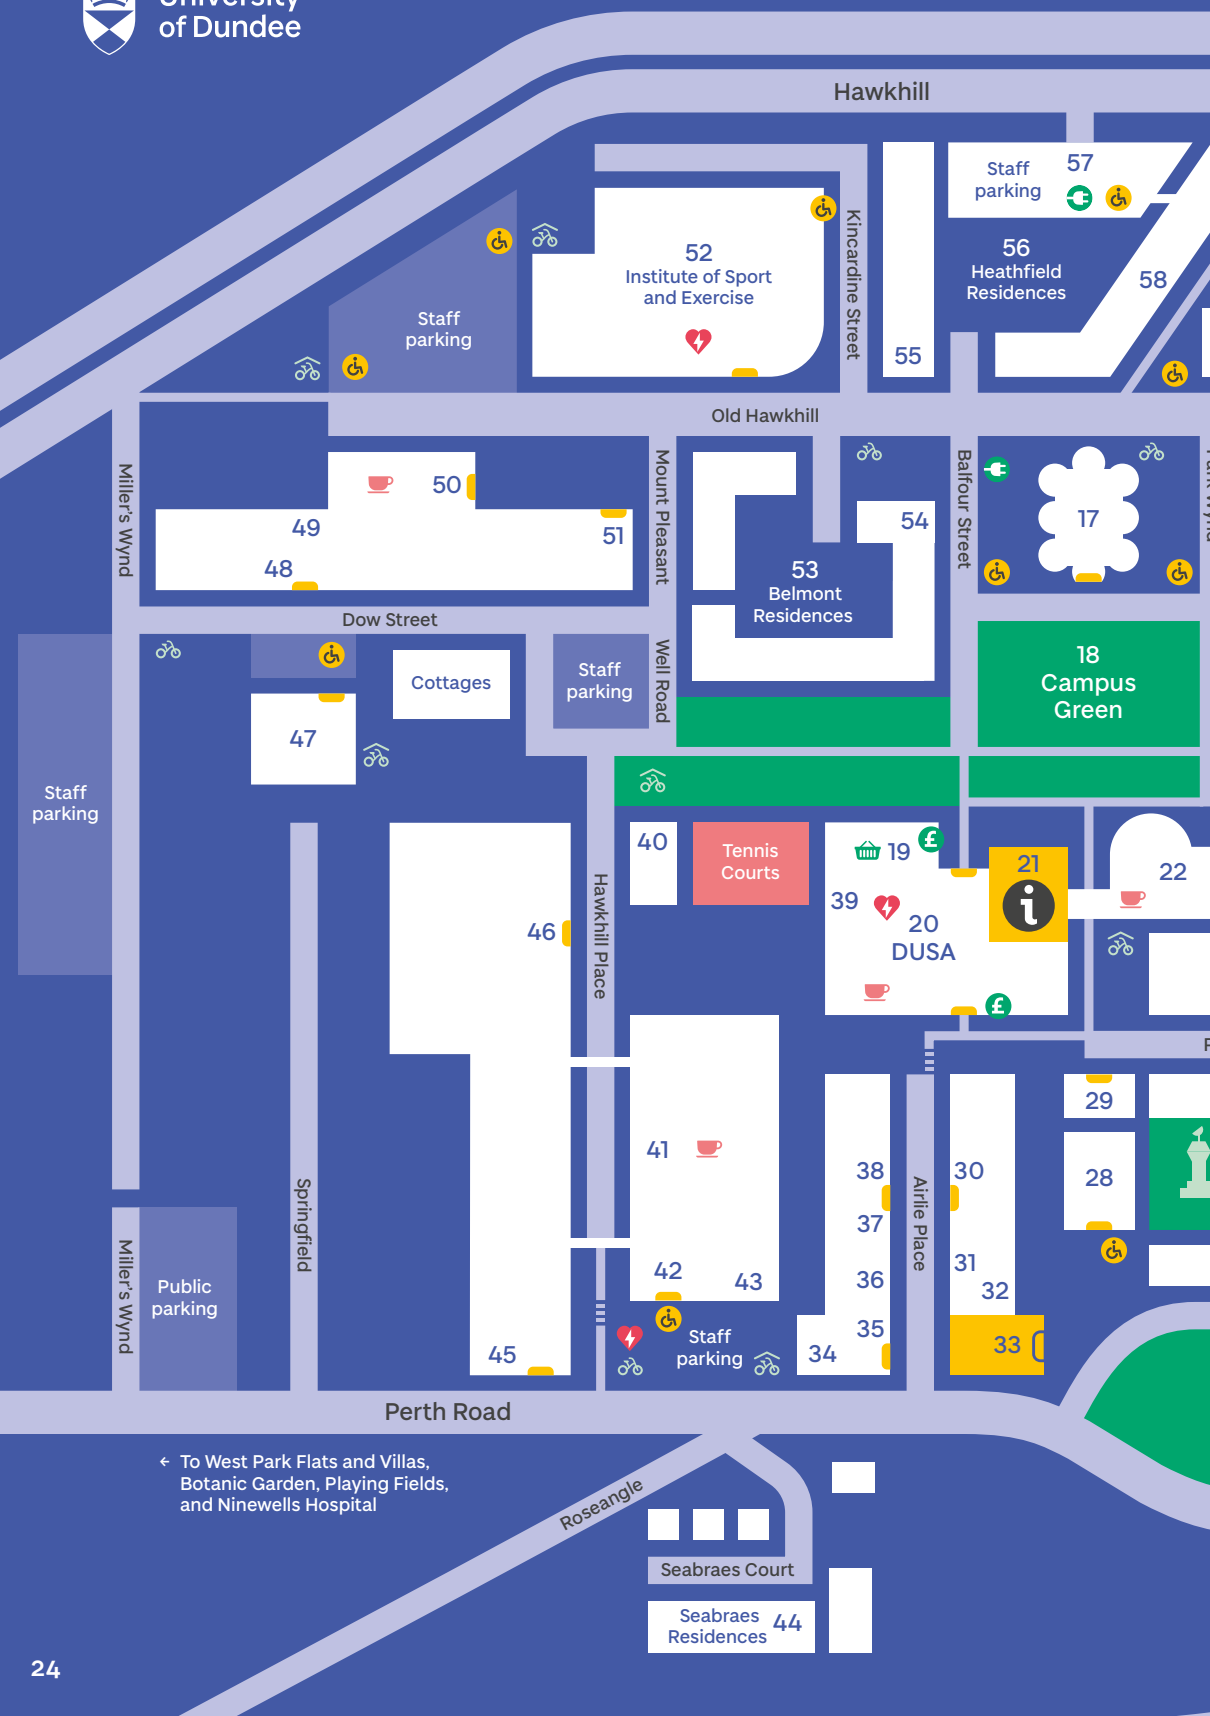 University
of Dundee
Hawkhill
Staff
parking
57
56
Heathfield
Residences
58
52
Institute of Sport
and Exercise
Kincardine Street
55
Staff
parking
Old Hawkhill
Miller's Wynd
50
49
48
51
Mount Pleasant
54
53
Belmont
Residences
Balfour Street
17
Dow Street
Cottages
Staff
parking
Well Road
18
Campus
Green
47
Staff
parking
40
Tennis
Courts
19
39
20
DUSA
21
i
22
46
Hawkhill Place
41
42
43
38
37
36
35
34
Airlie Place
30
31
32
33
29
28
Springfield
Miller's Wynd
Public
parking
45
Staff
parking
£
£
Perth Road
← To West Park Flats and Villas,
Botanic Garden, Playing Fields,
and Ninewells Hospital
Roseangle
Seabraes Court
Seabraes
Residences
44
24